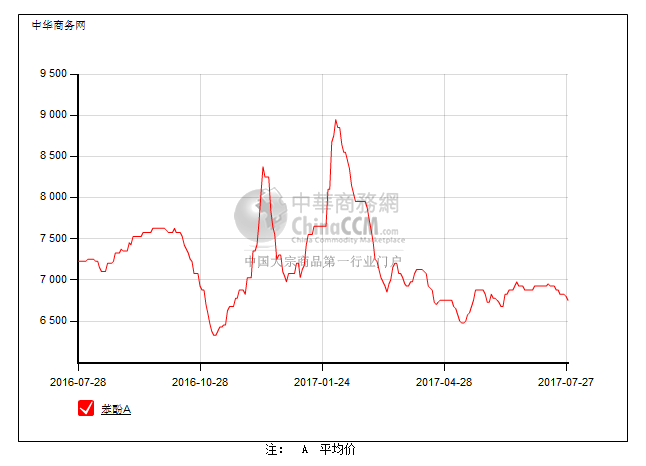 中华商务网
9 500
9 000
8 500
8 000
7 500
7 000
6 500
中華商務網
ChinaCCM.com
China Commodity Marketplace
中国大宗商品第一行业门户
2016-07-28 2016-10-28 2017-01-24 2017-04-28 2017-07-27
苯酚A
注： A 平均价